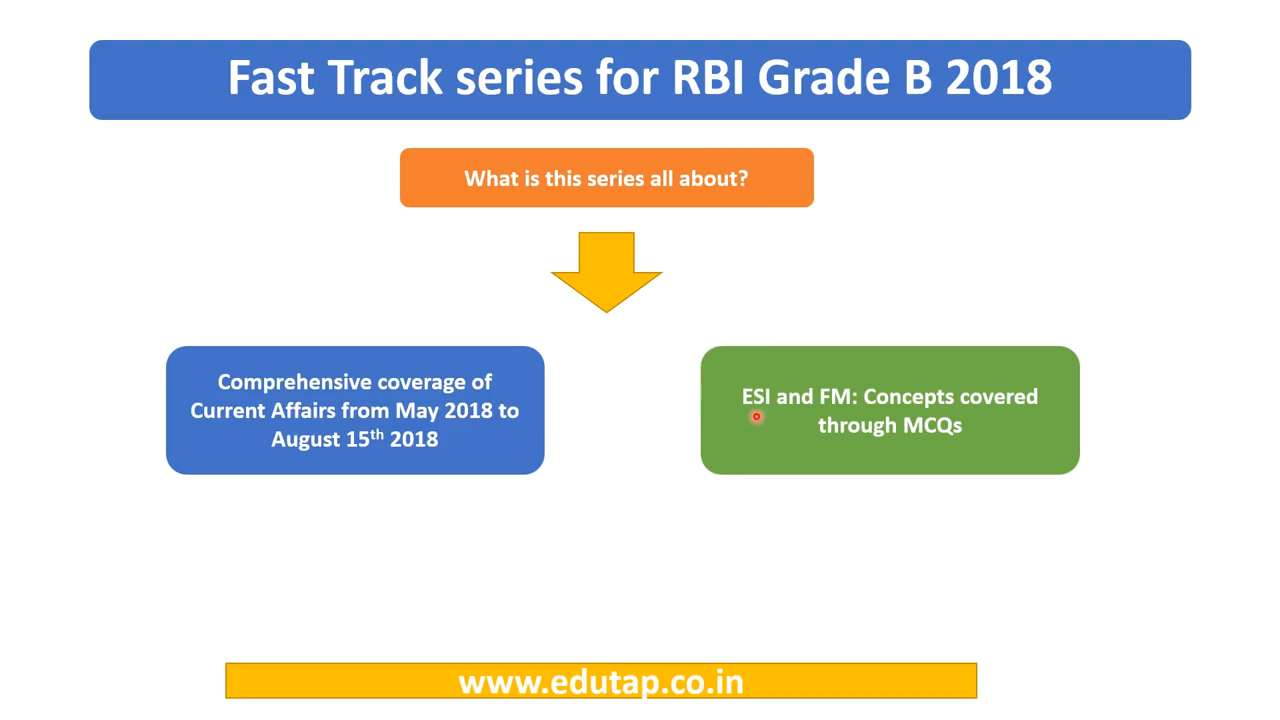 Fast Track series for RBI Grade B 2018
What is this series all about?
Comprehensive coverage of
Current Affairs from May 2018 to
August 15th 2018
ESI and FM: Concepts covered
through MCQs
www.edutap.co.in